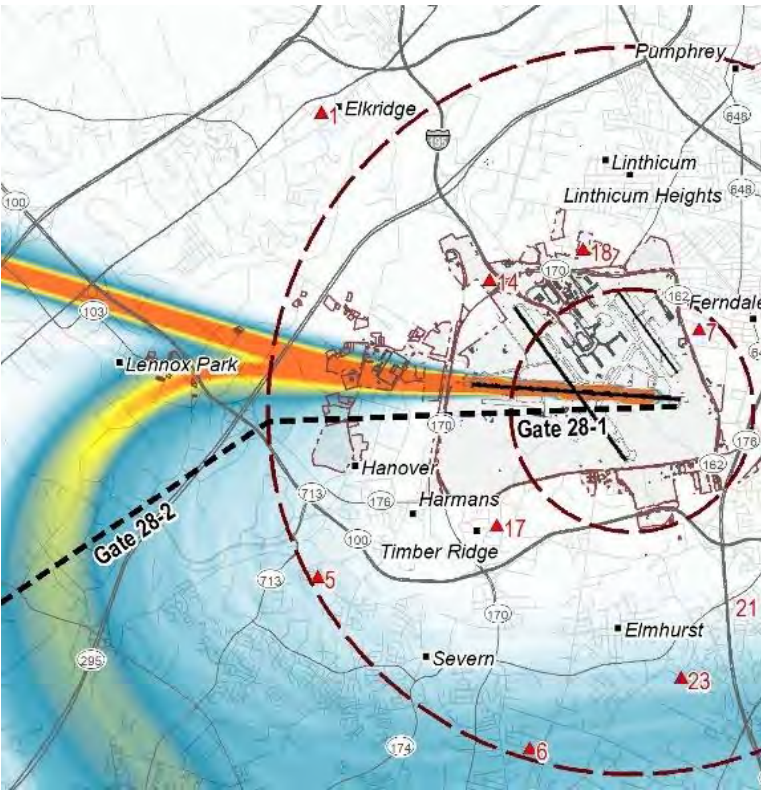 Pumphrey
1
Elkridge
648
195
Linthicum
Linthicum Heights
648
100
18
170
14
162
103
Ferndale
7
Lennox Park
170
Gate 28-1
176
Hanover
162
713
176
Harmans
Gate 28-2
100
17
Timber Ridge
713
5
170
21
Elmhurst
295
Severn
23
174
6